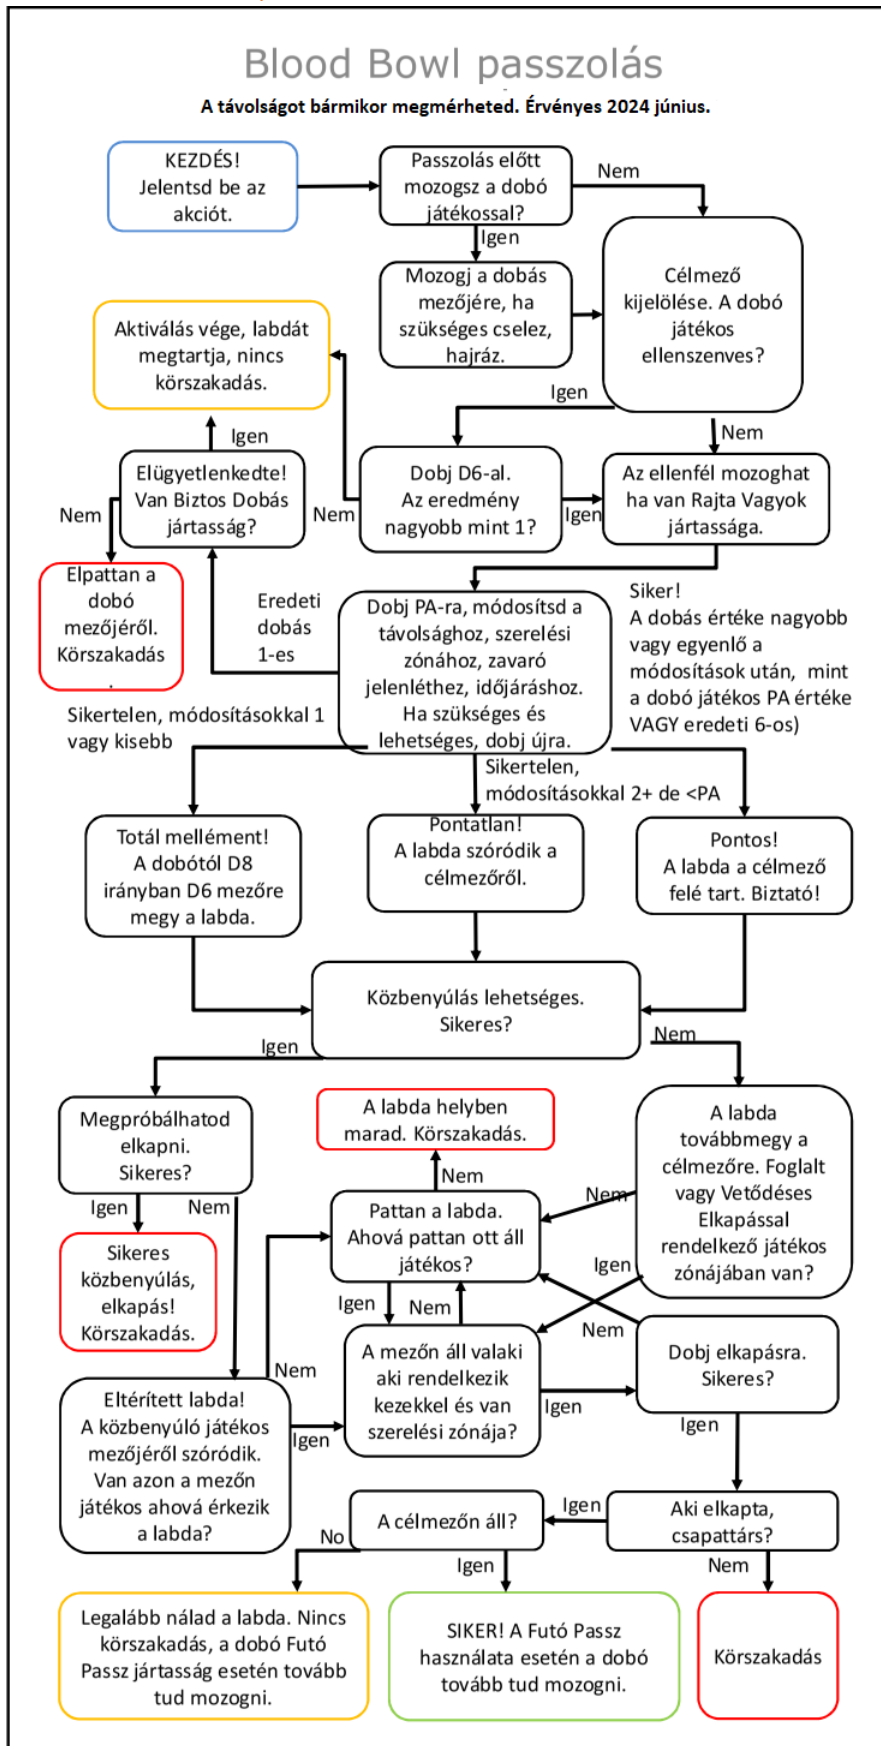 Blood Bowl passzolás
A távolságot bármikor megmérheted. Érvényes 2024 június.
KEZDÉS!
Jelentsd be az
akciót.
Passzolás előtt
mozogsz a dobó
játékossal?
Nem
Igen
Mozogj a dobás
mezőjére, ha
szükséges cselez,
hajráz.
Célmező
kijelölése. A dobó
játékos
ellenszenves?
Aktiválás vége, labdát
megtartja, nincs
körszakadás.
Igen
Nem
Igen
Elügyetlenkedte!
Van Biztos Dobás
jártasság?
Dobj D6-al.
Az eredmény
nagyobb mint 1?
Az ellenfél mozoghat
ha van Rajta Vagyok
jártassága.
Nem
Nem
Igen
Elpattan a
dobó
mezőjéről.
Körszakadás
.
Eredeti
dobás
1-es
Dobj PA-ra, módosítsd a
távolsághoz, szerelési
zónához, zavaró
jelenléthez, időjáráshoz.
Ha szükséges és
lehetséges, dobj újra.
Siker!
A dobás értéke nagyobb
vagy egyenlő a
módosítások után, mint
a dobó játékos PA értéke
VAGY eredeti 6-os)
Sikertelen, módosításokkal 1
vagy kisebb
Sikertelen,
módosításokkal 2+ de <PA
Totál mellément!
A dobótól D8
irányban D6 mezőre
megy a labda.
Pontatlan!
A labda szóródik a
célmezőről.
Pontos!
A labda a célmező
felé tart. Biztató!
Közbenyúlás lehetséges.
Sikeres?
Igen
Nem
Megpróbálhatod
elkapni.
Sikeres?
A labda helyben
marad. Körszakadás.
A labda
továbbmegy a
célmezőre. Foglalt
vagy Vetődéses
Elkapással
rendelkező játékos
zónájában van?
Igen
Nem
Nem
Nem
Pattan a labda.
Ahová pattan ott áll
játékos?
Sikeres
közbenyúlás,
elkapás!
Körszakadás.
Igen
Igen
Nem
Nem
A mezőn áll valaki
aki rendelkezik
kezekkel és van
szerelési zónája?
Dobj elkapásra.
Sikeres?
Nem
Eltérített labda!
A közbenyúló játékos
mezőjéről szóródik.
Van azon a mezőn
játékos ahová érkezik
a labda?
Igen
Igen
Igen
A célmezőn áll?
Igen
Aki elkapta,
csapattárs?
No
Igen
Nem
Legalább nálad a labda. Nincs
körszakadás, a dobó Futó
Passz jártasság esetén tovább
tud mozogni.
SIKER! A Futó Passz
használata esetén a dobó
tovább tud mozogni.
Körszakadás